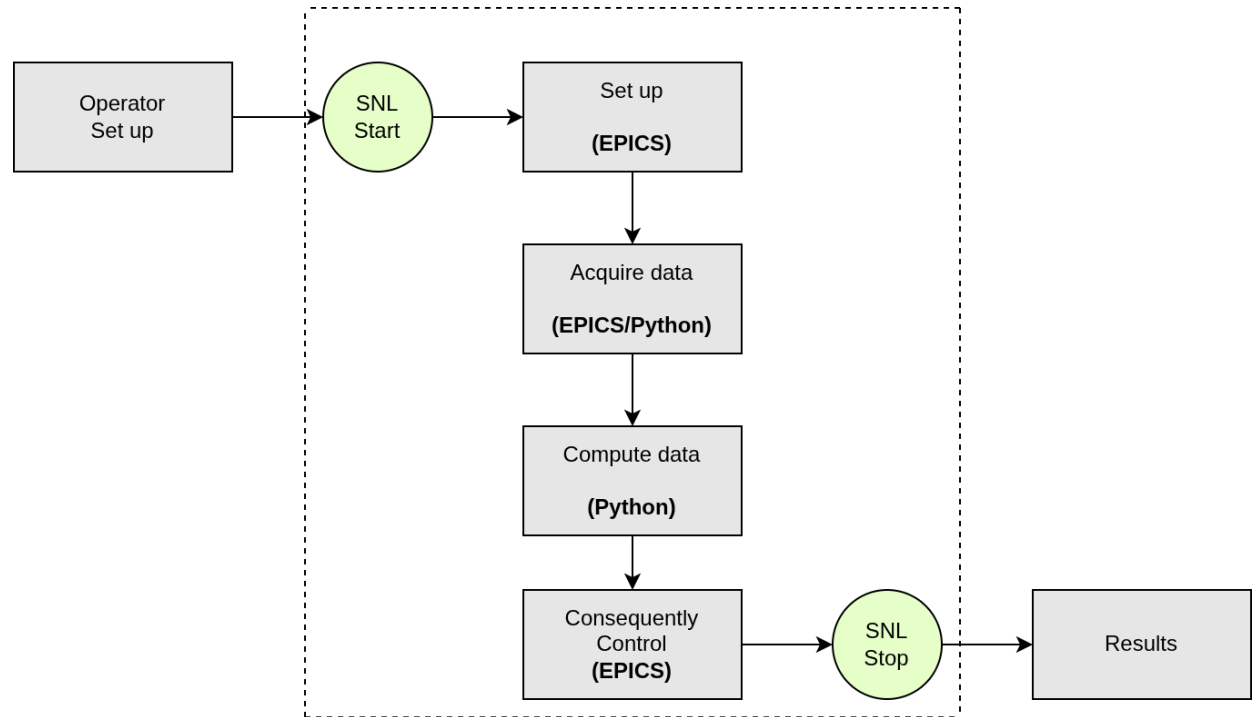 Operator
Set up
SNL
Start
Set up
(EPICS)
Acquire data
(EPICS/Python)
Compute data
(Python)
Consequently
Control
(EPICS)
SNL
Stop
Results